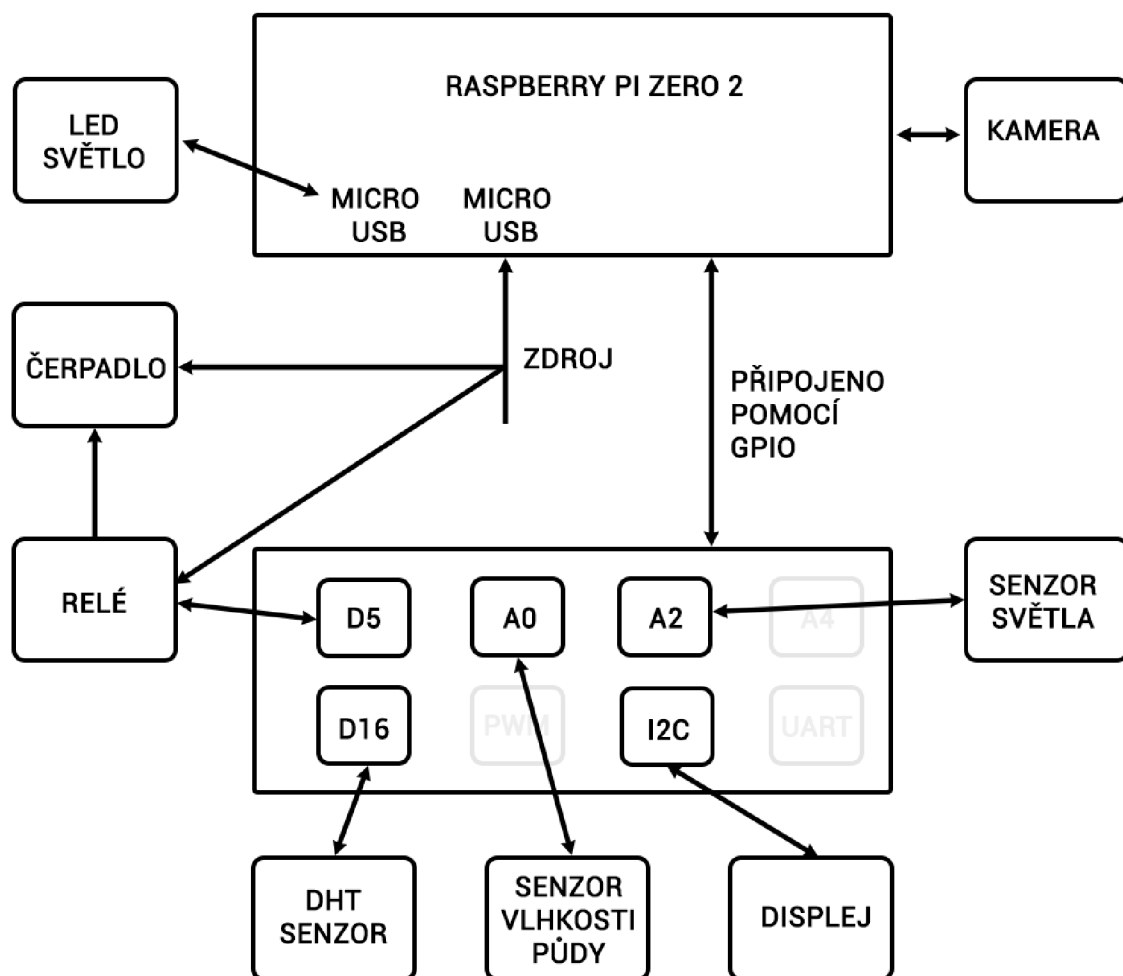 RASPBERRY PI ZERO 2
LED
SVĚTLO
KAMERA
MICRO
USB
MICRO
USB
ČERPADLO
ZDROJ
PŘIPOJENO
POMOCÍ
GPIO
RELÉ
D5
A0
A2
A4
SENZOR
SVĚTLA
D16
PWM
I2C
UART
DHT
SENZOR
SENZOR
VLHKOSTI
PŮDY
DISPLEJ